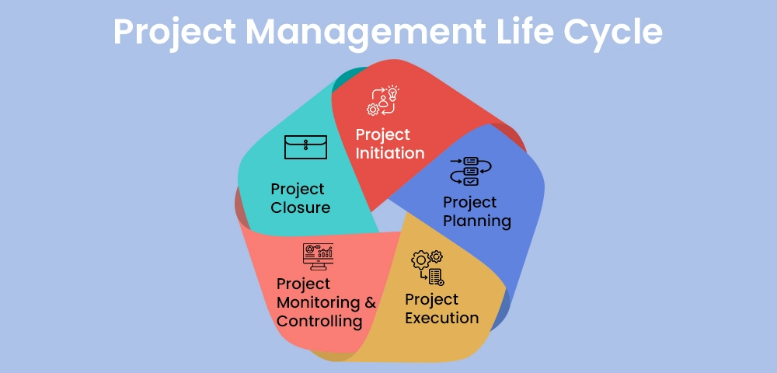 Project Management Life Cycle
Project
Initiation
Project
Planning
Project
Execution
Project
Monitoring &
Controlling
Project
Closure